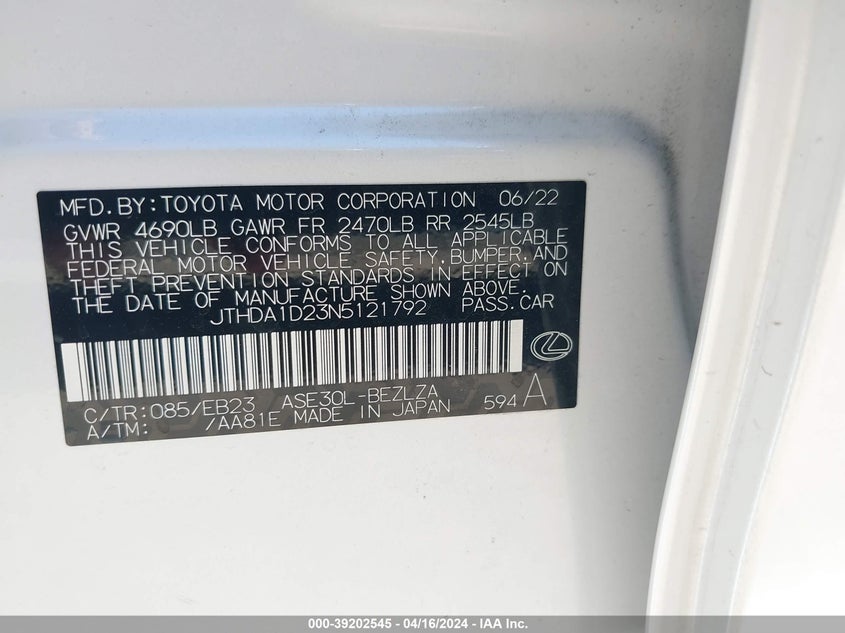 MFD.BY:TOYOTA MOTOR CORPORATION 06/22
GVWR 4690LB GAWR FR 2470LB RR 2545LB
THIS VEHICLE CONFORMS TO ALL APPLICABLE
FEDERAL MOTOR VEHICLE SAFETY,BUMPER,AND
THEFT PREVENTION STANDARDS IN EFFECT ON
THE DATE OF MANUFACTURE SHOWN ABOVE.
JTHDA1D23N5121792 PASS.CAR
C/TR:085/EB23 ASE30L-BEZLZA 594A
A/TM: /AA81E MADE IN JAPAN
000-39202545 - 04/16/2024 - IAA Inc.